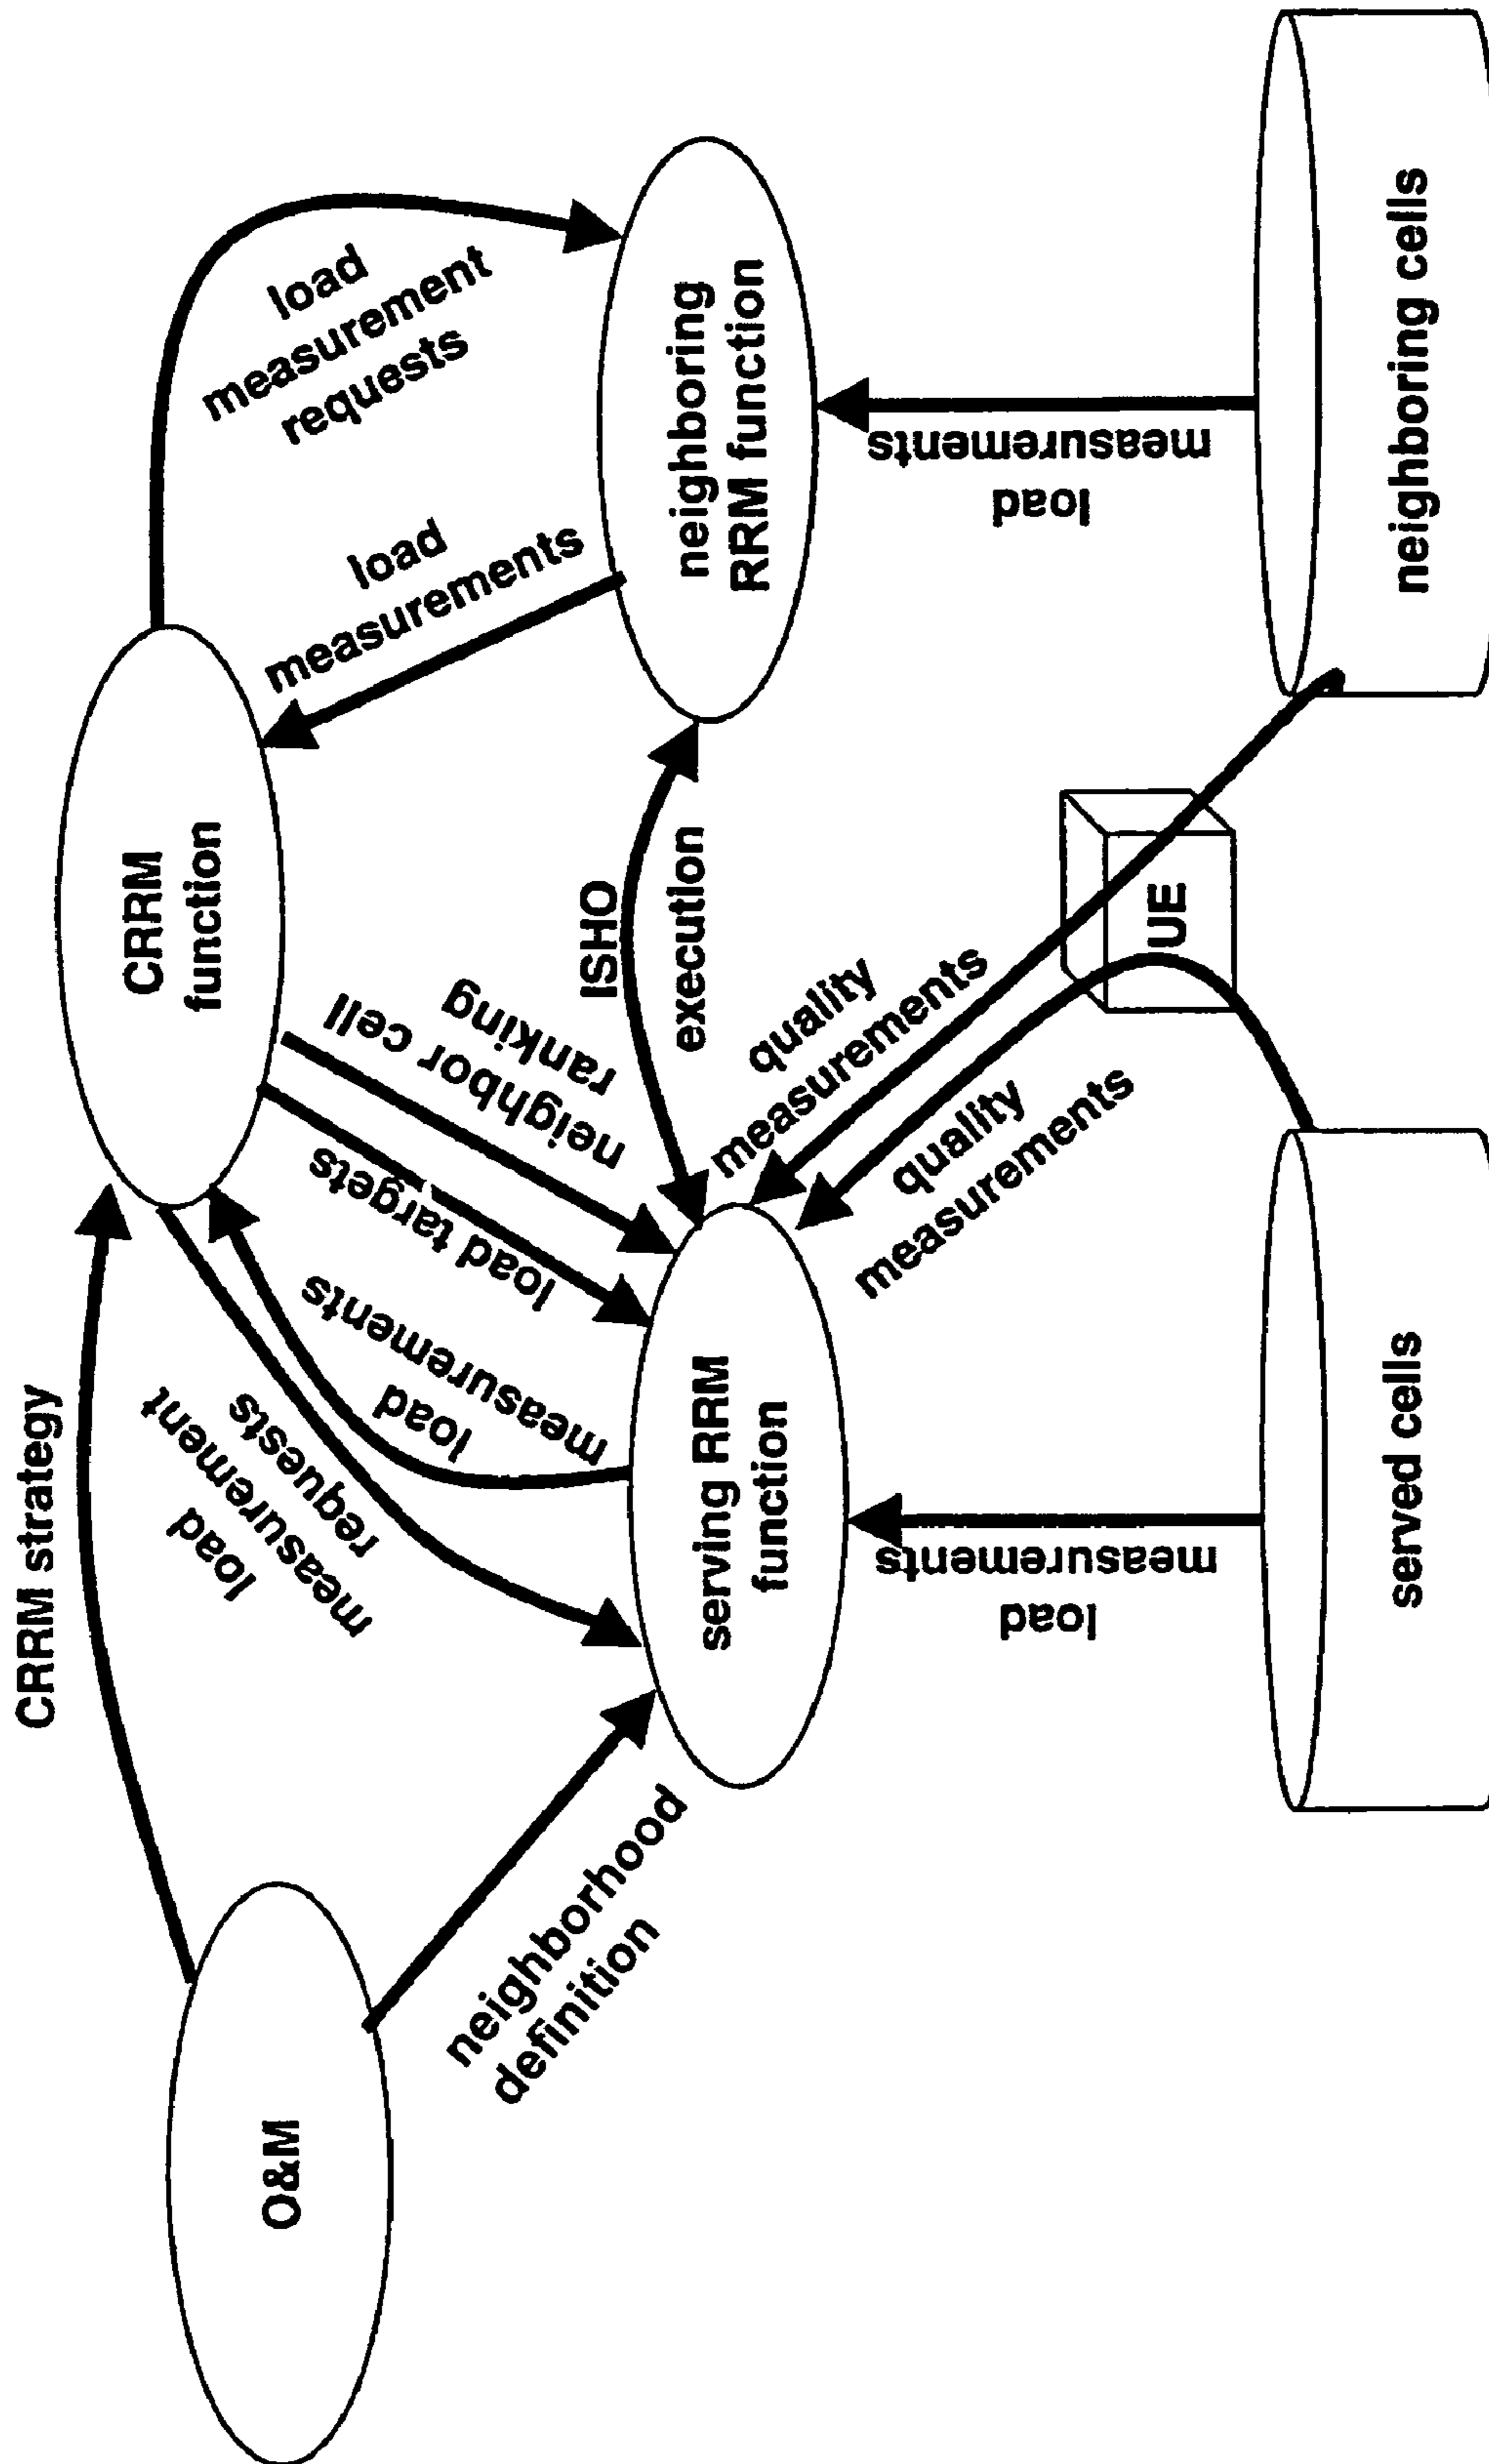 CRRM strategy
O&M
neighborhood
definition
load
measurement
requests
load
measurements
load targets
neighbor cell
ranking
CRRM
function
load
measurement
requests
load
measurements
ISHO
execution
serving RRM
function
neighboring
RRM function
quality
measurements
quality
measurements
UE
load
measurements
load
measurements
served cells
neighboring cells